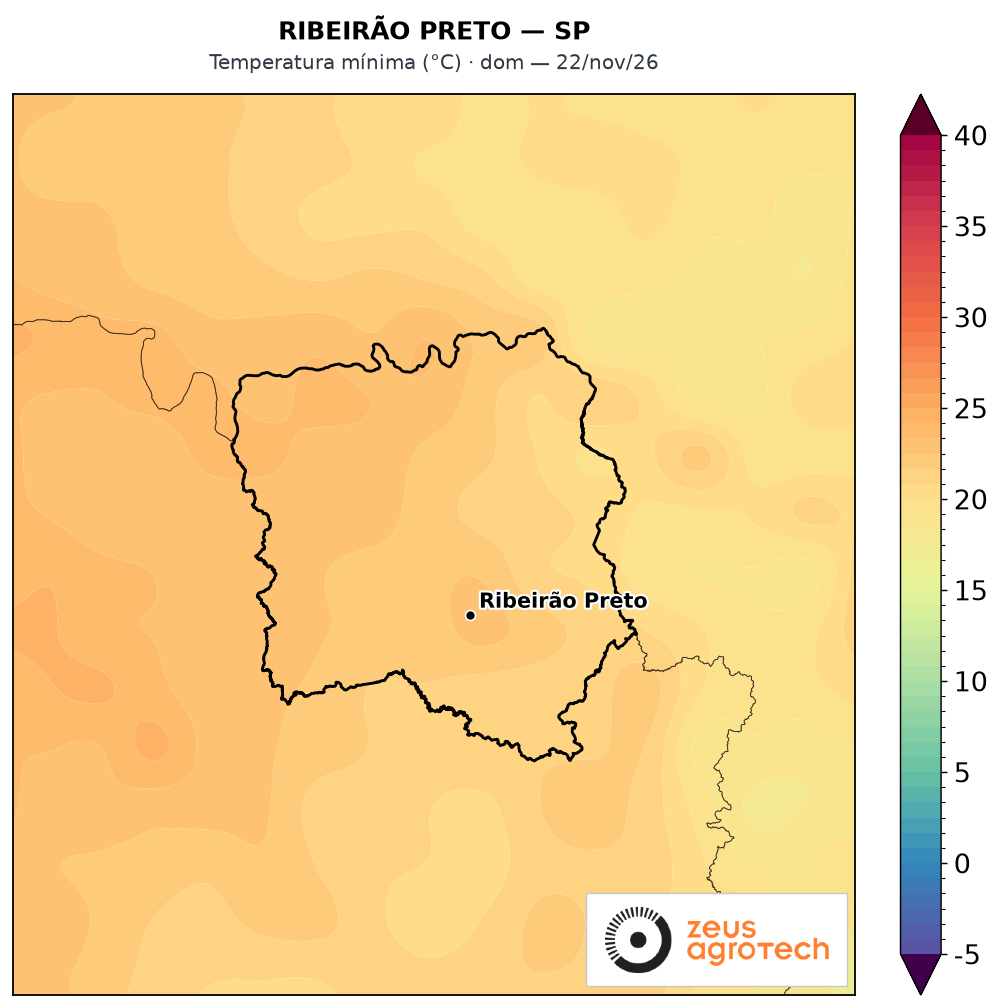 RIBEIRÃO PRETO — SP
Temperatura mínima (°C) · dom — 22/nov/26
40
35
30
25
20
15
10
5
0
-5
Ribeirão Preto
zeus
agrotech